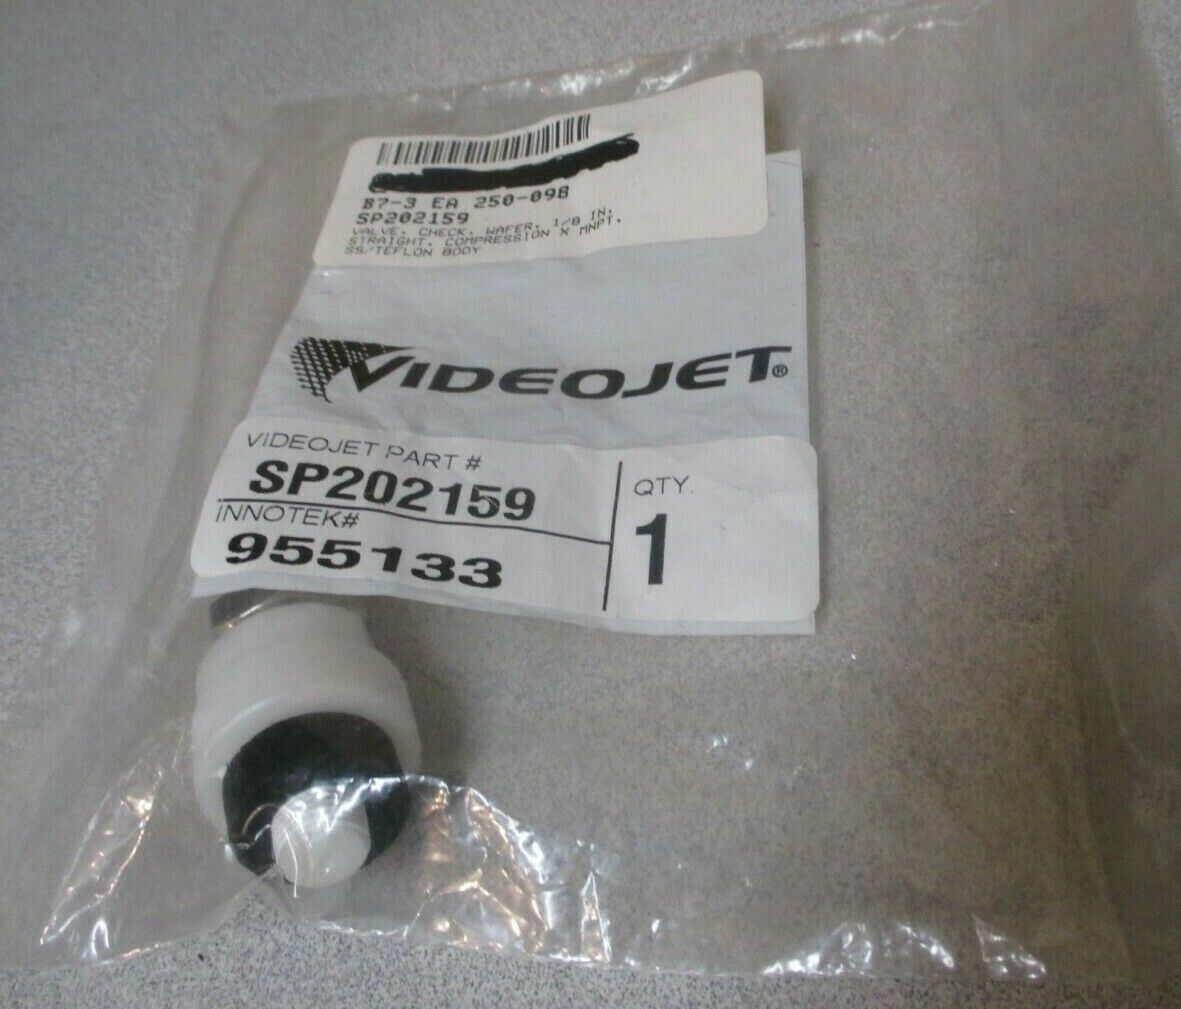 B7-3 EA 250-098
SP202159
VALVE, CHECK, WAFER, 1/8 IN,
STRAIGHT, COMPRESSION X MNPT,
SS/TEFLON BODY
VIDEOJET®
VIDEOJET PART #
SP202159
QTY.
1
INNOTEK#
955133